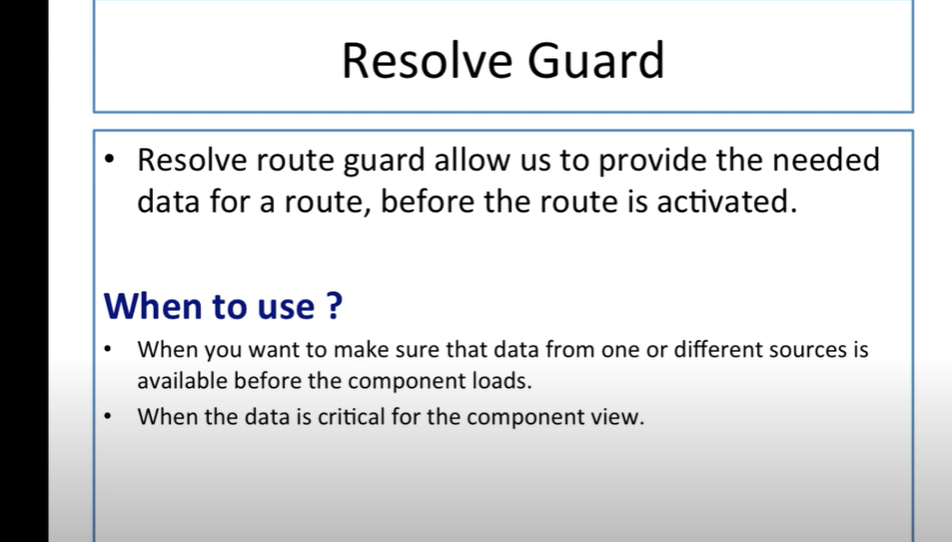 Resolve Guard
• Resolve route guard allow us to provide the needed
data for a route, before the route is activated.
When to use ?
• When you want to make sure that data from one or different sources is
available before the component loads.
• When the data is critical for the component view.